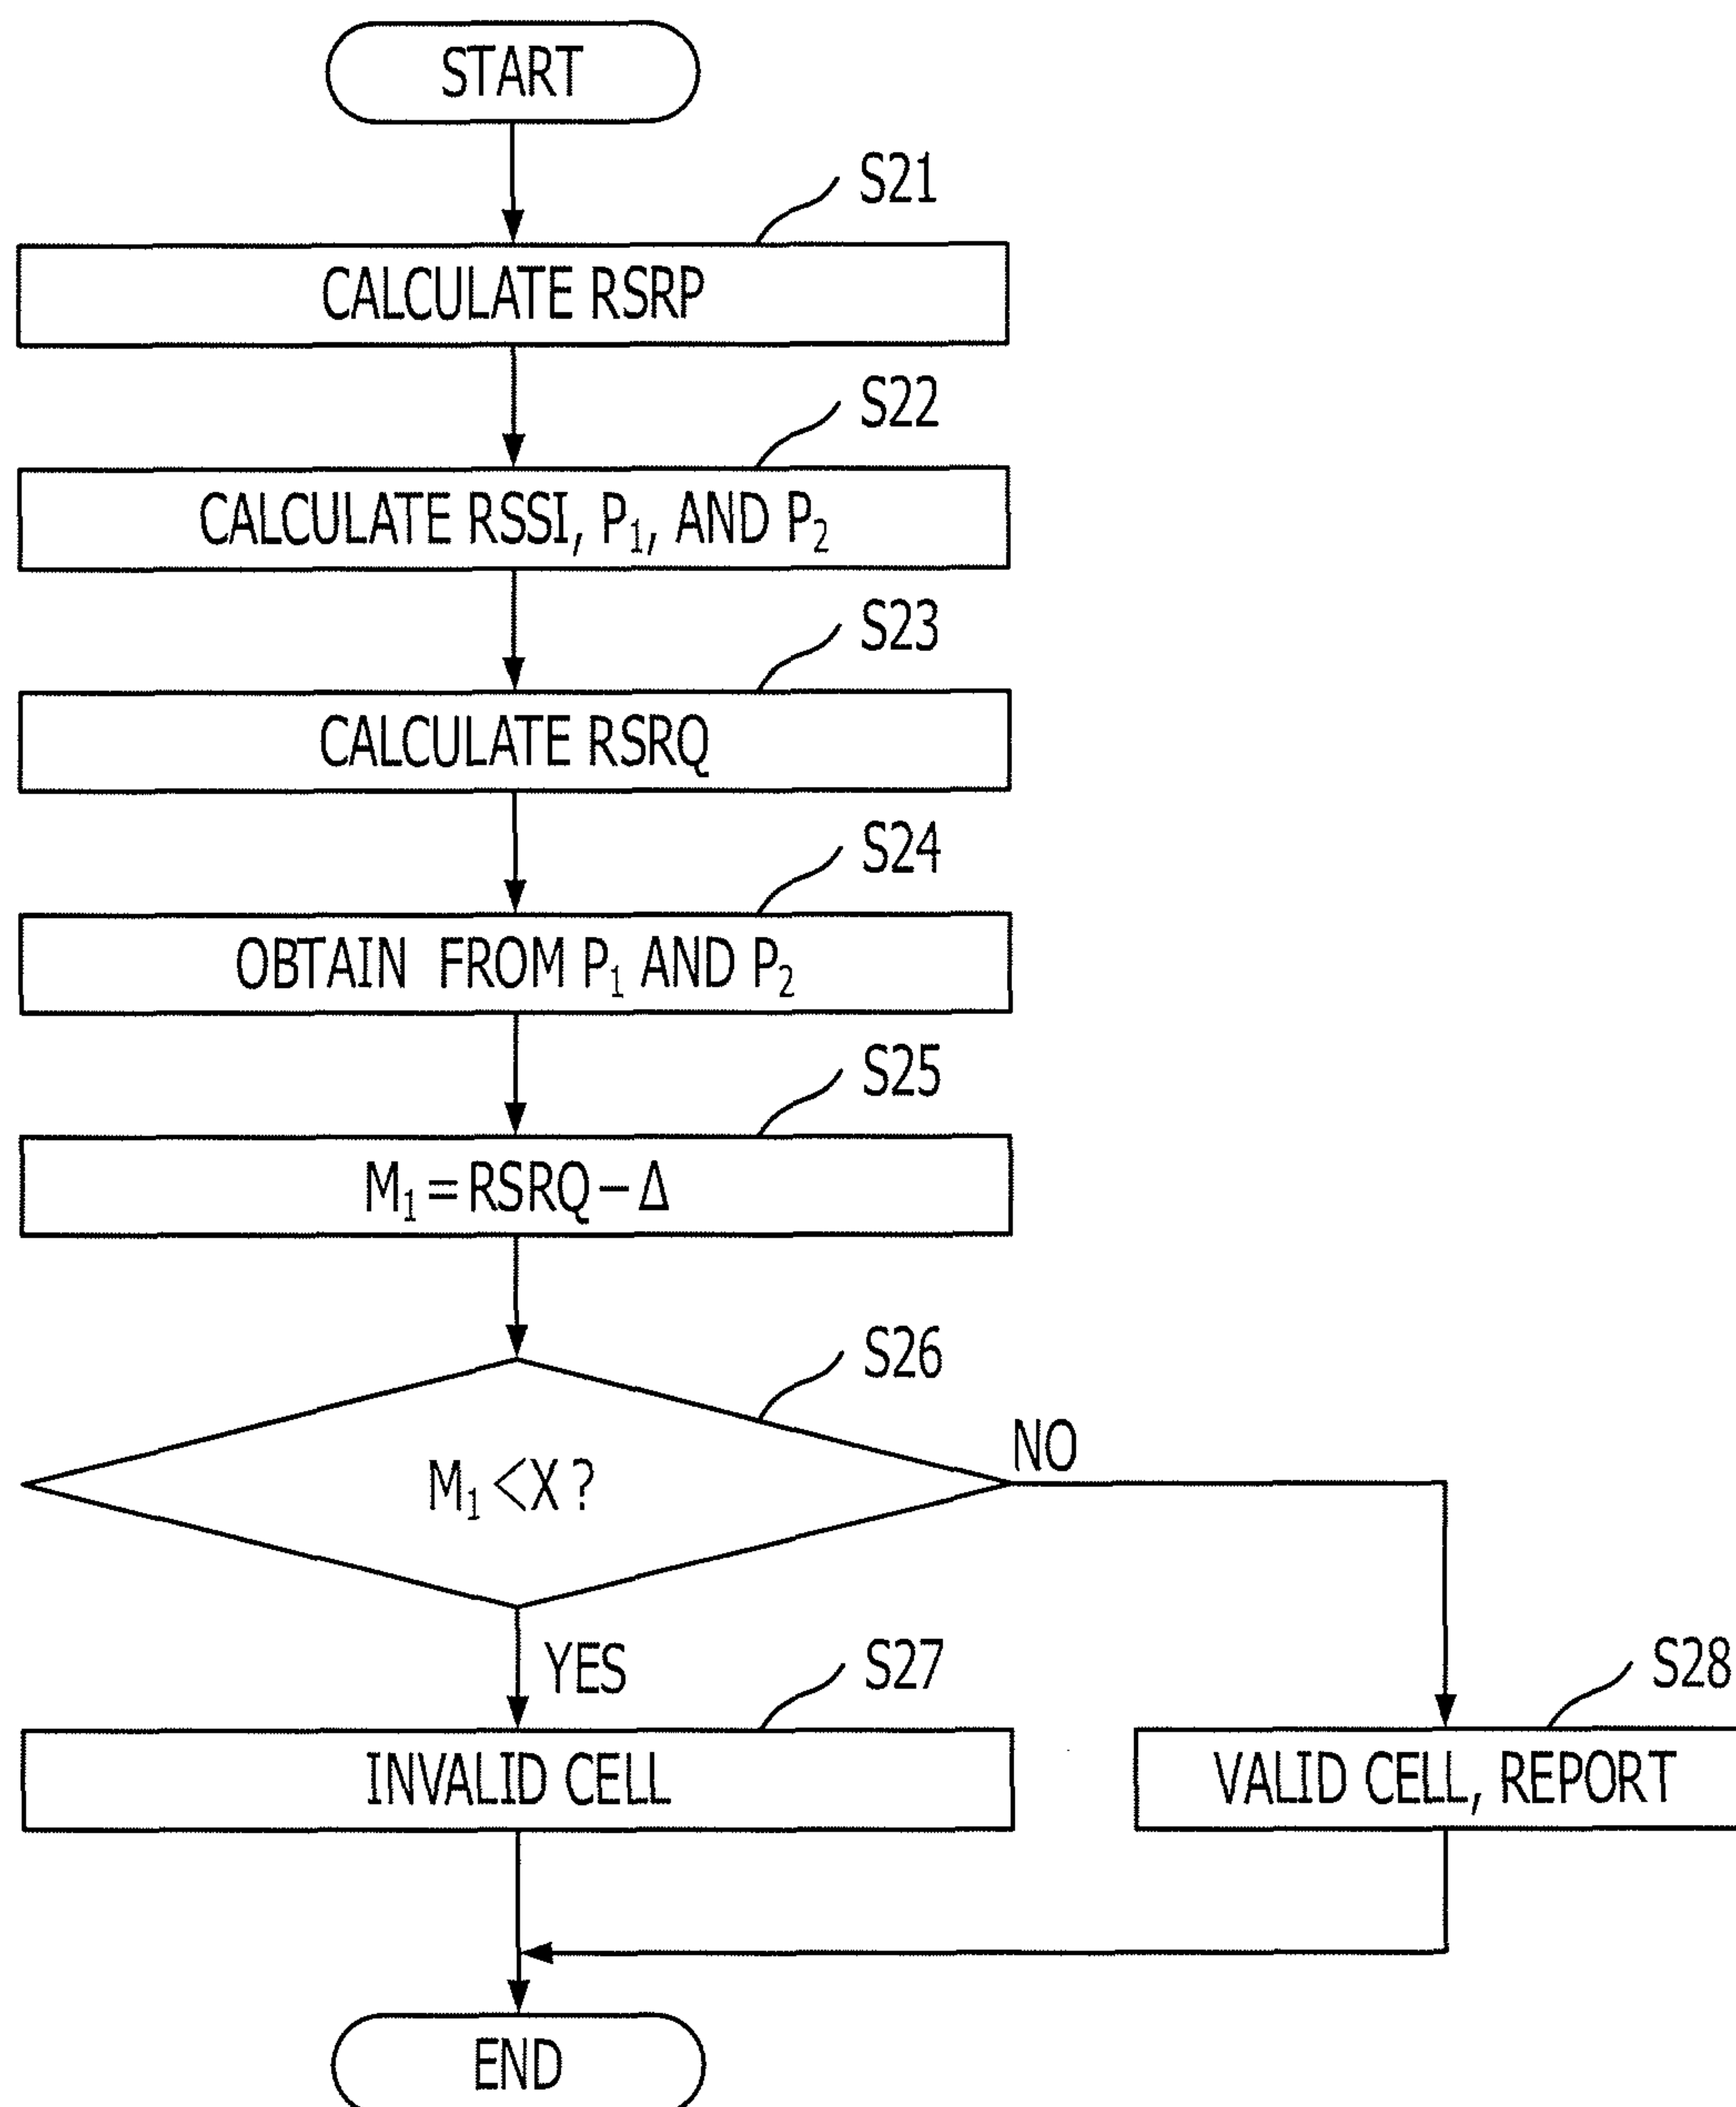 START
S21
CALCULATE RSRP
S22
CALCULATE RSSI, P₁, AND P₂
S23
CALCULATE RSRQ
S24
OBTAIN FROM P₁ AND P₂
S25
M₁=RSRQ−Δ
S26
M₁<X?
NO
YES
S27
INVALID CELL
S28
VALID CELL, REPORT
END